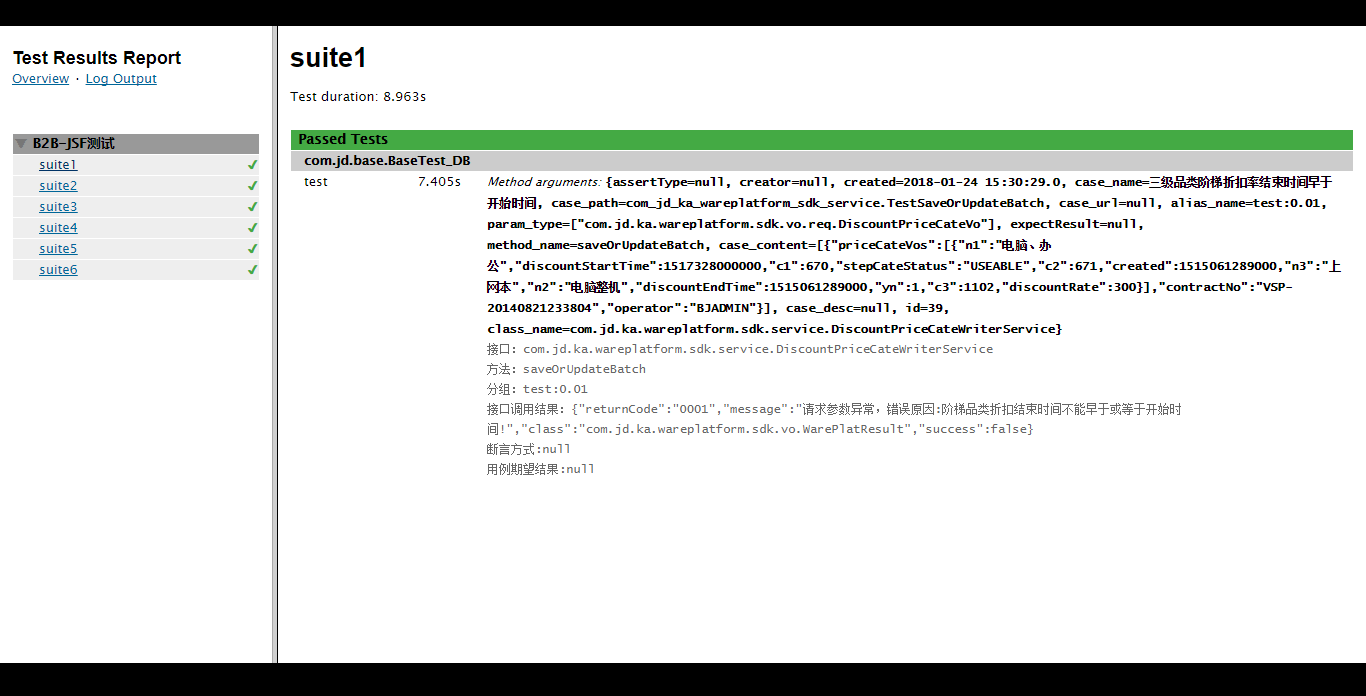 Test Results Report
Overview · Log Output
B2B-JSF测试
suite1
suite2
suite3
suite4
suite5
suite6
suite1
Test duration: 8.963s
Passed Tests
com.jd.base.BaseTest_DB
test 7.405s Method arguments: {assertType=null, creator=null, created=2018-01-24 15:30:29.0, case_name=三级品类阶梯折扣率结束时间早于
开始时间, case_path=com_jd_ka_wareplatform_sdk_service.TestSaveOrUpdateBatch, case_url=null, alias_name=test:0.01,
param_type=["com.jd.ka.wareplatform.sdk.vo.req.DiscountPriceCateVo"], expectResult=null,
method_name=saveOrUpdateBatch, case_content=[{"priceCateVos":[{"n1":"电脑、办
公","discountStartTime":1517328000000,"c1":670,"stepCateStatus":"USEABLE","c2":671,"created":1515061289000,"n3":"上
网本","n2":"电脑整机","discountEndTime":1515061289000,"yn":1,"c3":1102,"discountRate":300}],"contractNo":"VSP-
20140821233804","operator":"BJADMIN"}], case_desc=null, id=39,
class_name=com.jd.ka.wareplatform.sdk.service.DiscountPriceCateWriterService}
接口: com.jd.ka.wareplatform.sdk.service.DiscountPriceCateWriterService
方法: saveOrUpdateBatch
分组: test:0.01
接口调用结果: {"returnCode":"0001","message":"请求参数异常，错误原因:阶梯品类折扣结束时间不能早于或等于开始时
间!","class":"com.jd.ka.wareplatform.sdk.vo.WarePlatResult","success":false}
断言方式:null
用例期望结果:null